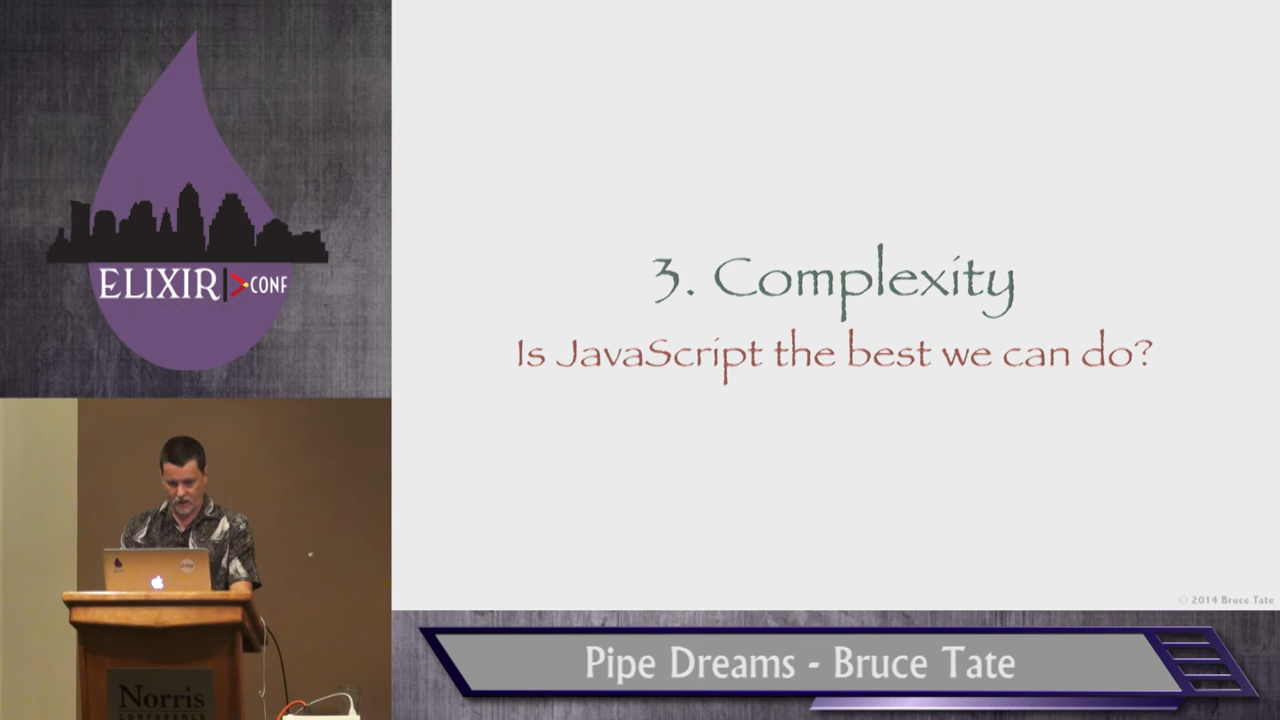 ELIXIR|>CONF
3. Complexity
Is JavaScript the best we can do?
© 2014 Bruce Tate
Pipe Dreams - Bruce Tate
Norris
CONFERENCE